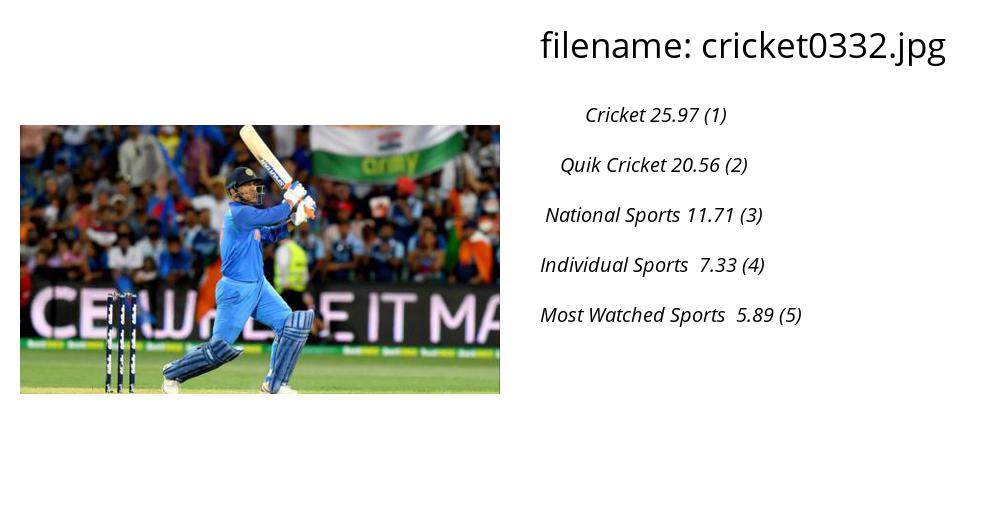 filename: cricket0332.jpg
Cricket 25.97 (1)
Quik Cricket 20.56 (2)
National Sports 11.71 (3)
Individual Sports 7.33 (4)
Most Watched Sports 5.89 (5)
army
IT MA